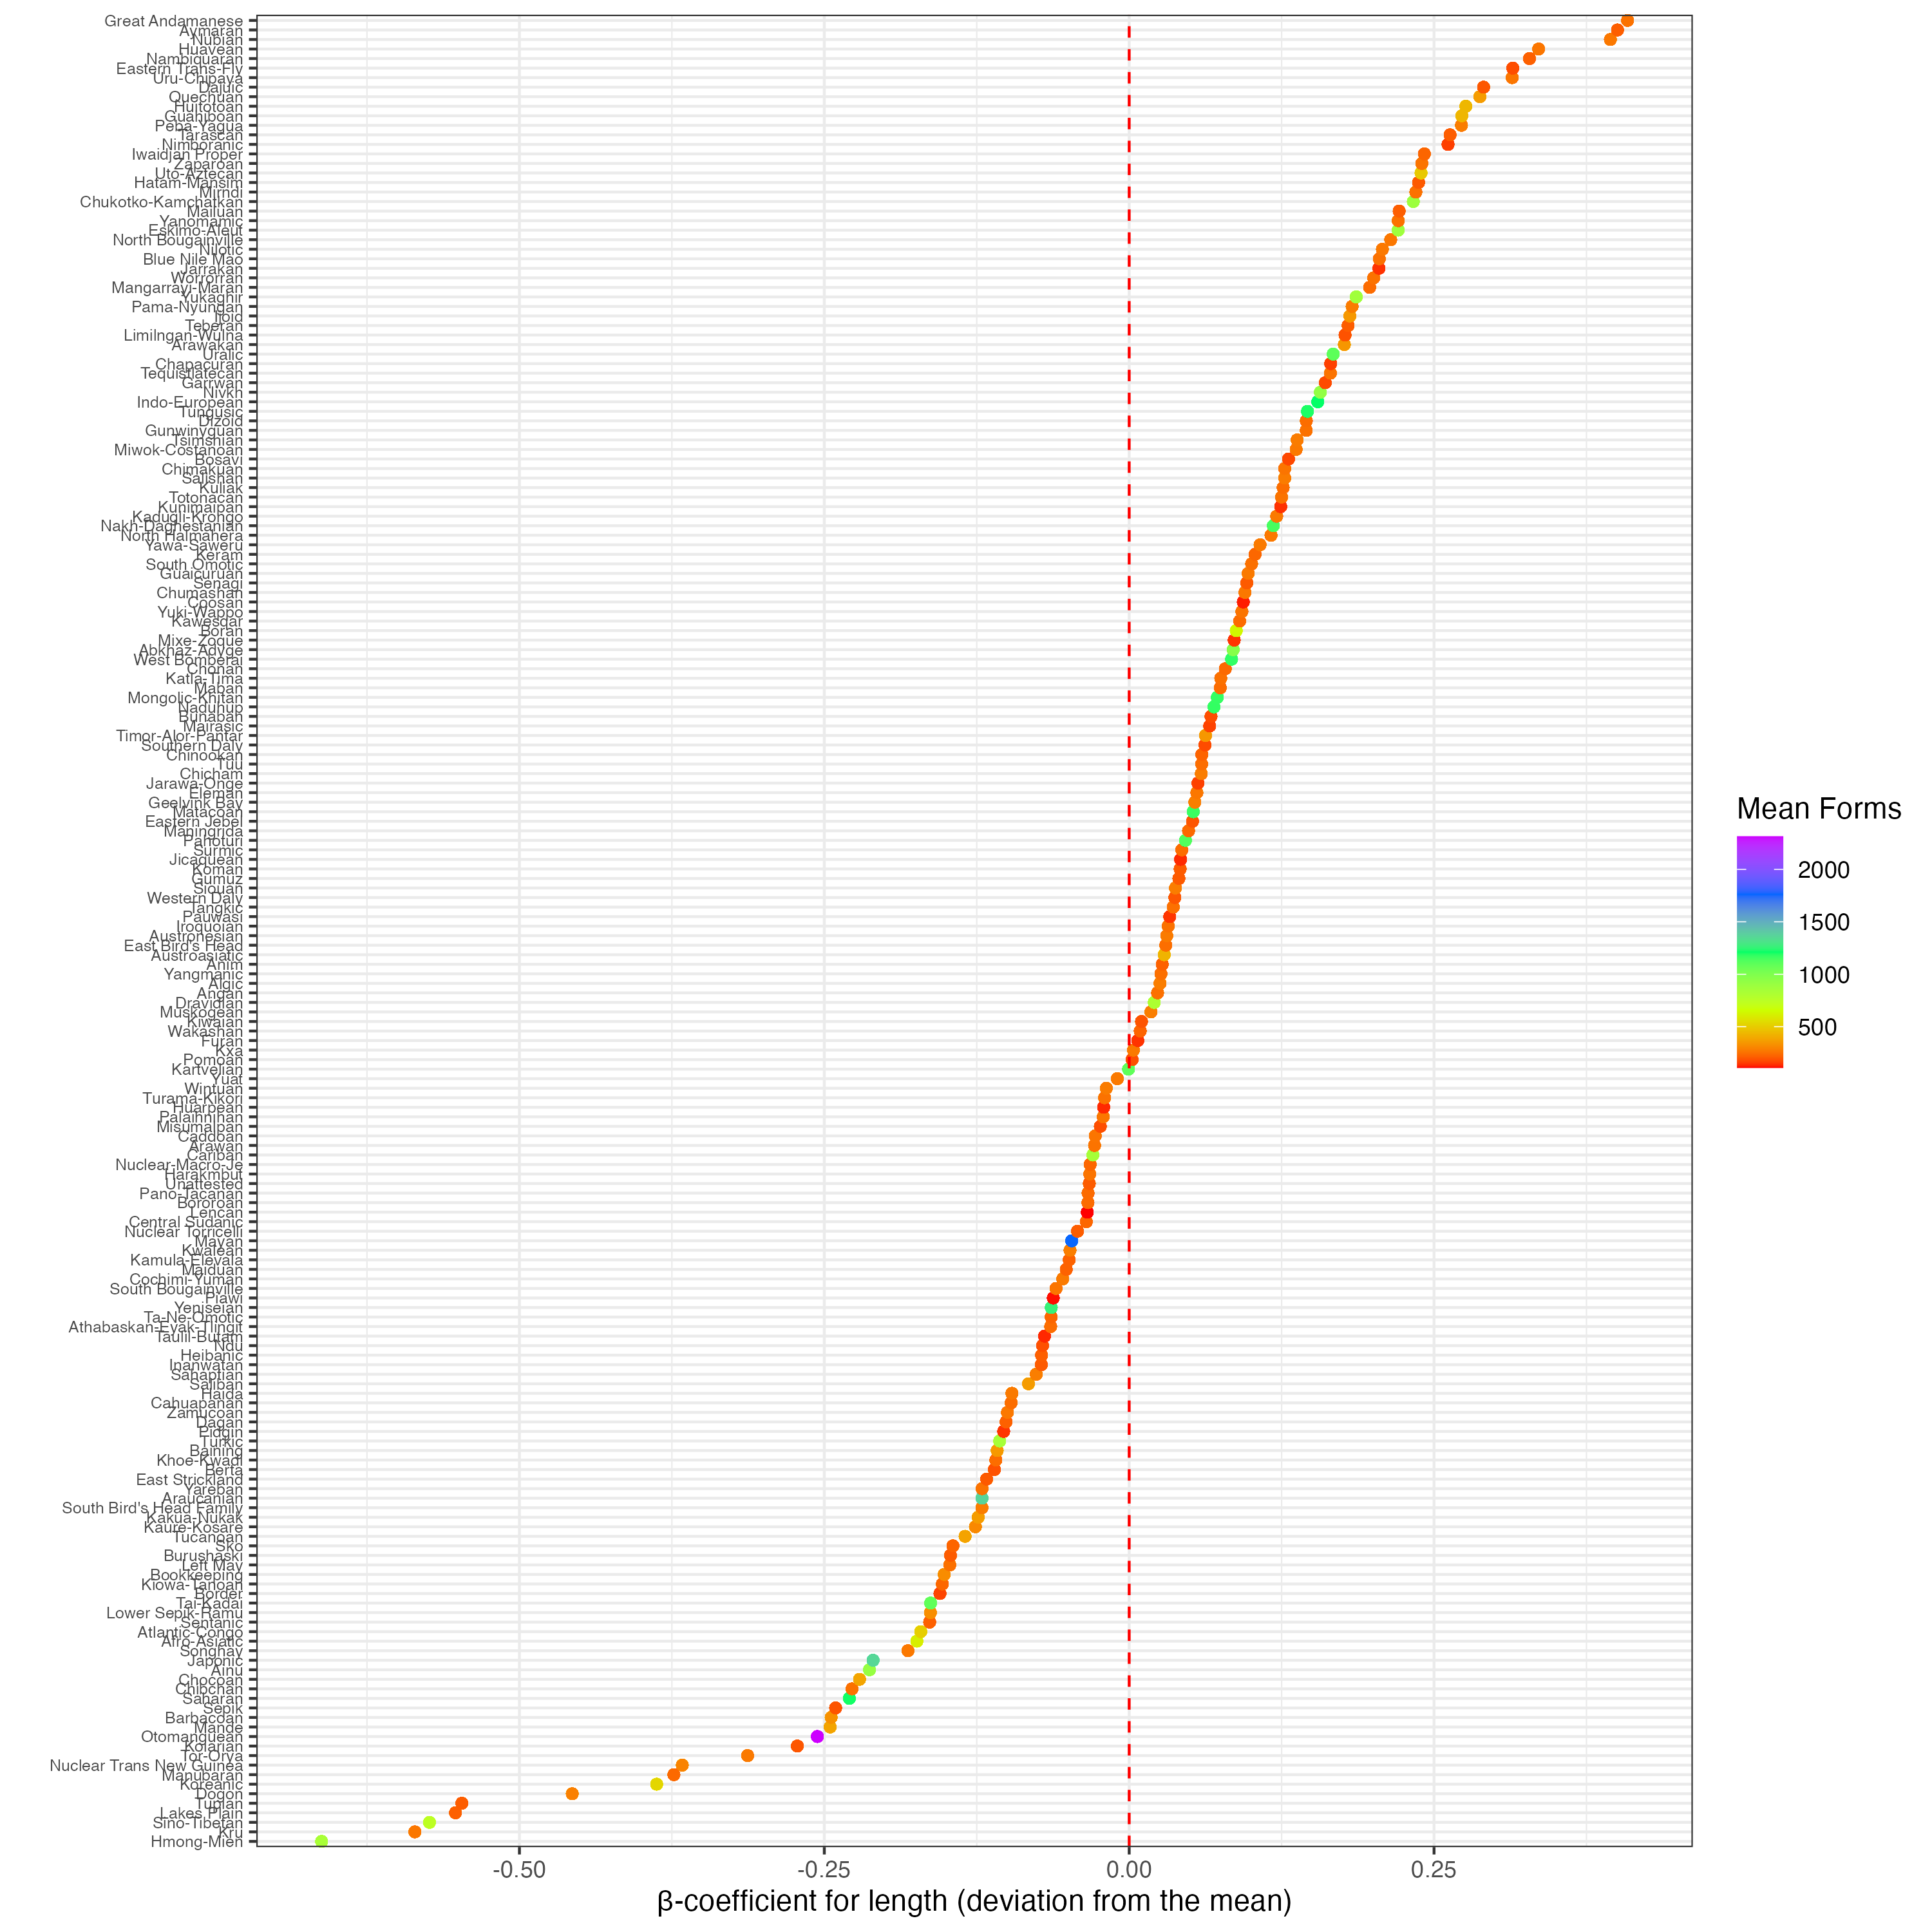 Great Andamanese
Aymaran
Nubian
Huavean
Nambiquaran
Eastern Trans-Fly
Uru-Chipaya
Dajuic
Quechuan
Huitotoan
Guahiboan
Peba-Yagua
Tarascan
Nimboranic
Iwaidjan Proper
Zaparoan
Uto-Aztecan
Hatam-Mansim
Mirndi
Chukotko-Kamchatkan
Mailuan
Yanomamic
Eskimo-Aleut
North Bougainville
Nilotic
Blue Nile Mao
Jarrakan
Worrorran
Mangarrayi-Maran
Yukaghir
Pama-Nyungan
Ijoid
Teberan
Limilngan-Wulna
Arawakan
Uralic
Chapacuran
Tequistlatecan
Garrwan
Nivkh
Indo-European
Tungusic
Dizoid
Gunwinyguan
Tsimshian
Miwok-Costanoan
Bosavi
Chimakuan
Salishan
Kuliak
Totonacan
Kunimaipan
Kadugli-Krongo
Nakh-Daghestanian
North Halmahera
Yawa-Saweru
Keram
South Omotic
Guaicuruan
Senagi
Chumashan
Coosan
Yuki-Wappo
Kawesqar
Boran
Mixe-Zoque
Abkhaz-Adyge
West Bomberai
Chonan
Katla-Tima
Maban
Mongolic-Khitan
Naduhup
Bunaban
Mairasic
Timor-Alor-Pantar
Southern Daly
Chinookan
Tuu
Chicham
Jarawa-Onge
Eleman
Geelvink Bay
Matacoan
Eastern Jebel
Maningrida
Pahoturi
Surmic
Jicaquean
Koman
Gumuz
Siouan
Western Daly
Tangkic
Pauwasi
Iroquoian
Austronesian
East Bird's Head
Austroasiatic
Anim
Yangmanic
Algic
Angan
Dravidian
Muskogean
Kiwaian
Wakashan
Furan
Kxa
Pomoan
Kartvelian
Yuat
Wintuan
Turama-Kikori
Huarpean
Palaihnihan
Misumalpan
Caddoan
Arawan
Cariban
Nuclear-Macro-Je
Harakmbut
Unattested
Pano-Tacanan
Bororoan
Lencan
Central Sudanic
Nuclear Torricelli
Mayan
Kwalean
Kamula-Elevala
Maiduan
Cochimi-Yuman
South Bougainville
Piawi
Yeniseian
Ta-Ne-Omotic
Athabaskan-Eyak-Tlingit
Taulil-Butam
Ndu
Heibanic
Inanwatan
Sahaptian
Saliban
Haida
Cahuapanan
Zamucoan
Dagan
Pidgin
Turkic
Baining
Khoe-Kwadi
Berta
East Strickland
Yareban
Araucanian
South Bird's Head Family
Kakua-Nukak
Kaure-Kosare
Tucanoan
Sko
Burushaski
Left May
Bookkeeping
Kiowa-Tanoan
Border
Tai-Kadai
Lower Sepik-Ramu
Sentanic
Atlantic-Congo
Afro-Asiatic
Songhay
Japonic
Ainu
Chocoan
Chibchan
Saharan
Sepik
Barbacoan
Mande
Otomanguean
Koiarian
Tor-Orya
Nuclear Trans New Guinea
Manubaran
Koreanic
Dogon
Tupian
Lakes Plain
Sino-Tibetan
Kru
Hmong-Mien
-0.50 -0.25 0.00 0.25
β-coefficient for length (deviation from the mean)
Mean Forms
2000
1500
1000
500